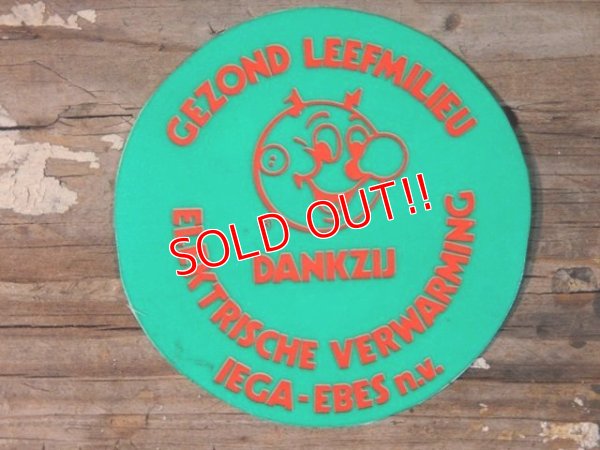 GEZOND LEEFMILIEU
DANKZIJ
ELEKTRISCHE VERWARMING
IEGA-EBES n.v.
SOLD OUT!!